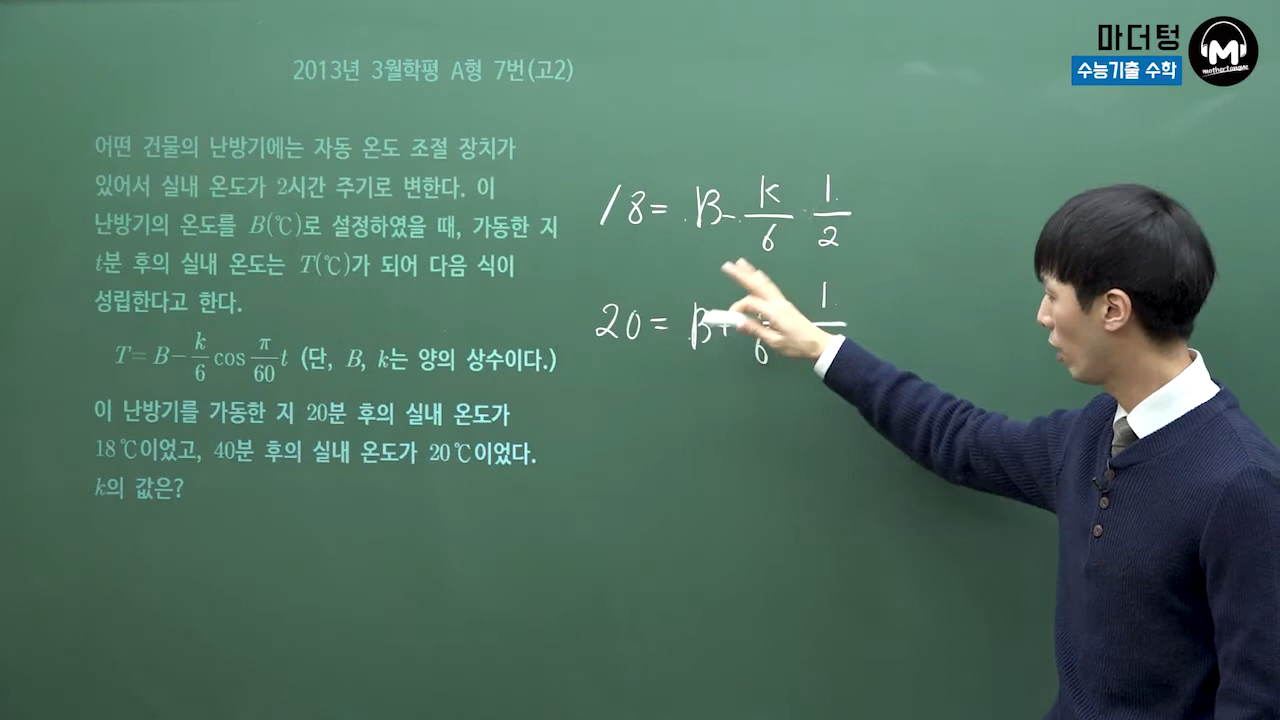 마더텅
수능기출 수학
M
mothertongue
2013년 3월학평 A형 7번(고2)
어떤 건물의 난방기에는 자동 온도 조절 장치가
있어서 실내 온도가 2시간 주기로 변한다. 이
난방기의 온도를 B(℃)로 설정하였을 때, 가동한 지
t분 후의 실내 온도는 T(℃)가 되어 다음 식이
성립한다고 한다.
T = B - k/6 cos π/60 t (단, B, k는 양의 상수이다.)
이 난방기를 가동한 지 20분 후의 실내 온도가
18℃이었고, 40분 후의 실내 온도가 20℃이었다.
k의 값은?
18 = B - k/6 · 1/2
20 = B + 6 1